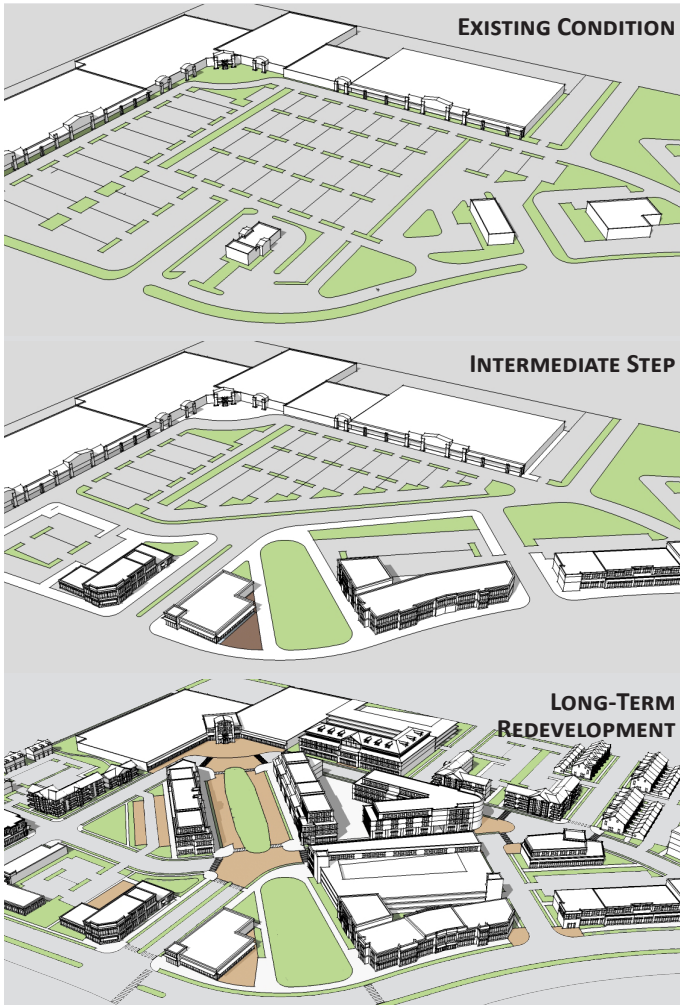 Existing Condition
Intermediate Step
Long-Term
Redevelopment